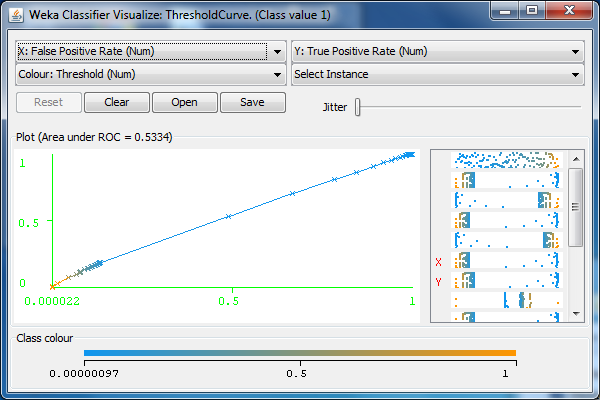 Weka Classifier Visualize: ThresholdCurve. (Class value 1)
X: False Positive Rate (Num)
Y: True Positive Rate (Num)
Colour: Threshold (Num)
Select Instance
Reset
Clear
Open
Save
Jitter
Plot (Area under ROC = 0.5334)
1
0.5
0
0.000022
0.5
1
X
Y
Class colour
0.00000097
0.5
1